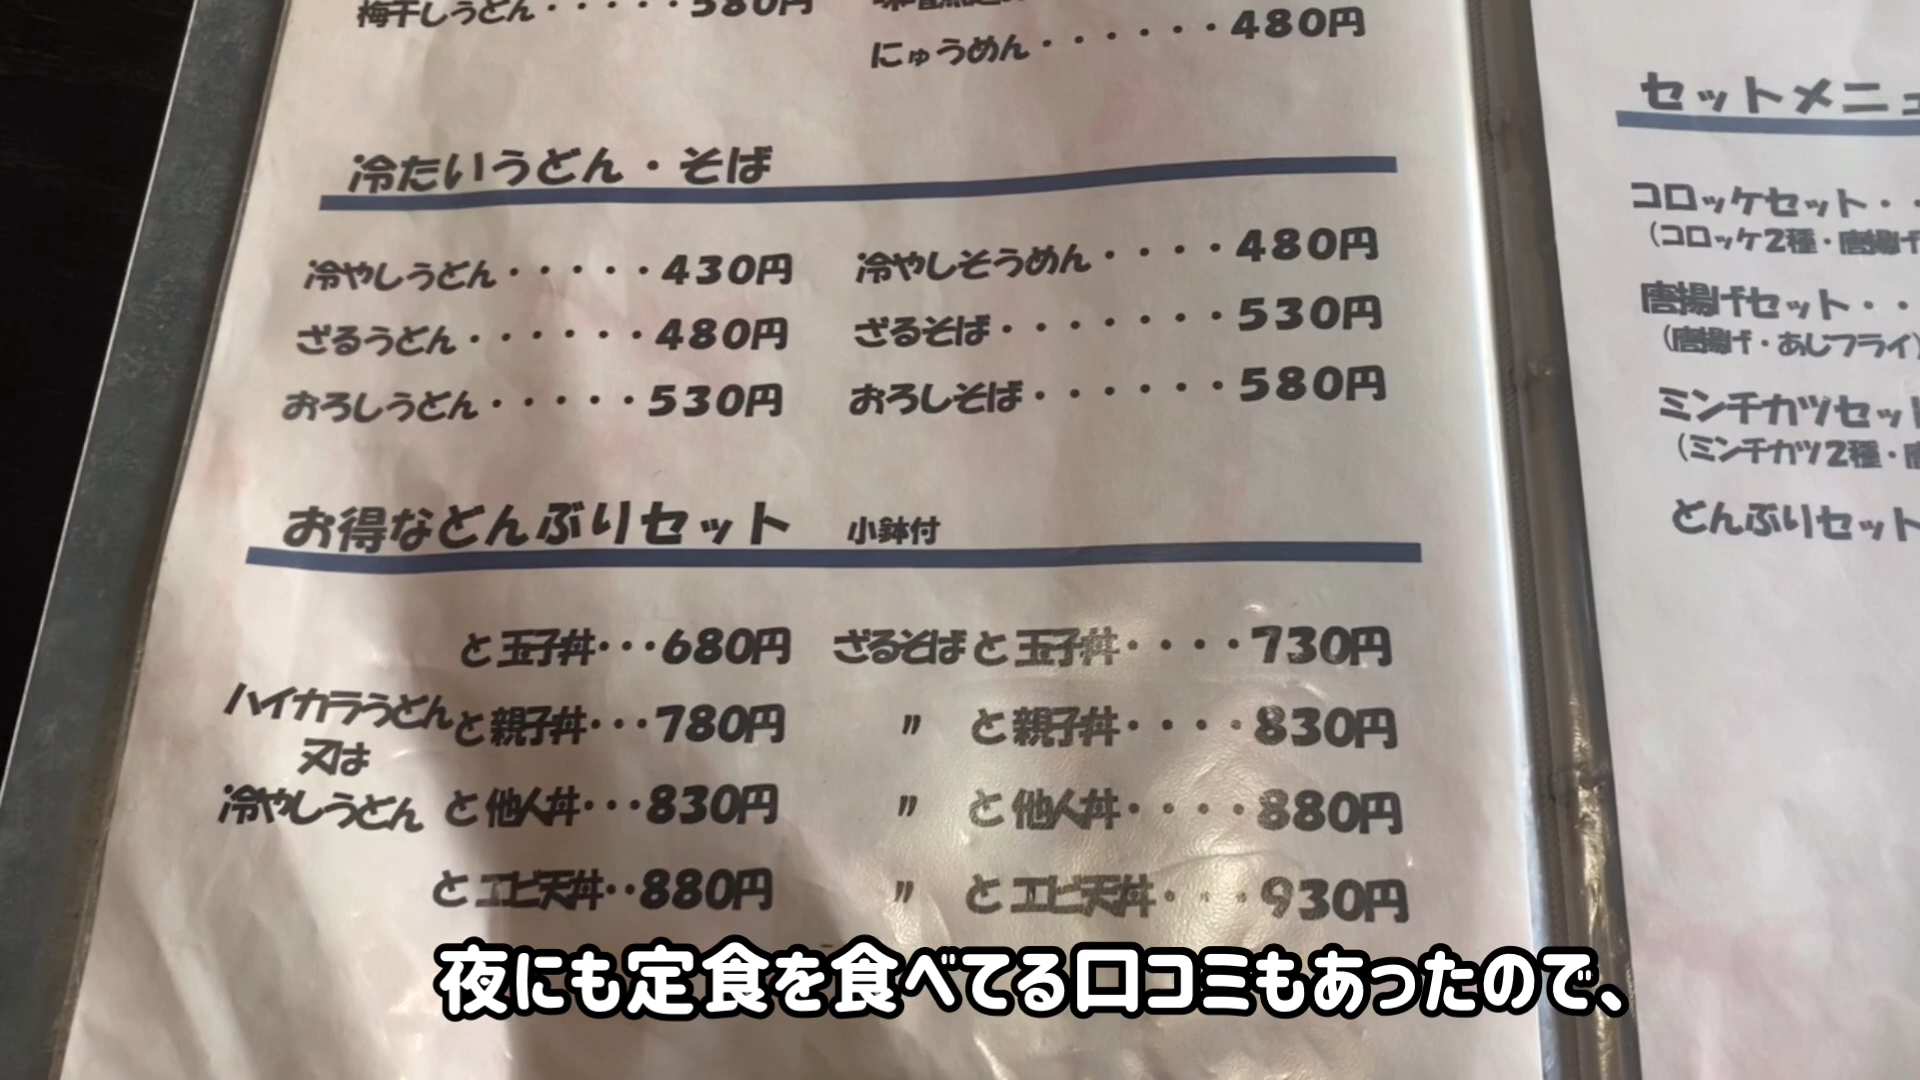 梅干しうどん・・・・・580円
にゅうめん・・・・・・480円
冷たいうどん・そば
冷やしうどん・・・・・430円
ざるうどん・・・・・・480円
おろしうどん・・・・・530円
冷やしそうめん・・・・480円
ざるそば・・・・・・・530円
おろしそば・・・・・・580円
お得などんぶりセット 小鉢付
ハイカラうどん
又は
冷やしうどん
と玉子丼・・・680円
と親子丼・・・780円
と他人丼・・・830円
とエビ天丼・・880円
ざるそばと玉子丼・・・・730円
〃 と親子丼・・・・830円
〃 と他人丼・・・・880円
〃 とエビ天丼・・・930円
セットメニュ
コロッケセット・・
(コロッケ2種・唐揚げ
唐揚げセット・・
(唐揚げ・あじフライ)
ミンチカツセット
(ミンチカツ2種・
どんぶりセット
夜にも定食を食べてる口コミもあったので、